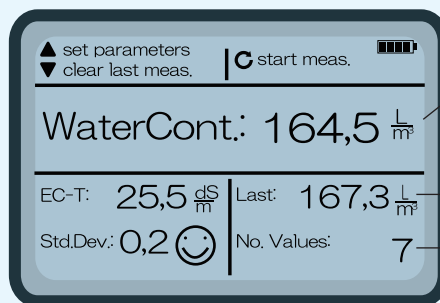 set parameters
clear last meas.
start meas.
WaterCont.: 164,5 L/m³
EC-T: 25,5 dS/m
Last: 167,3 L/m³
Std.Dev.: 0,2
No. Values: 7